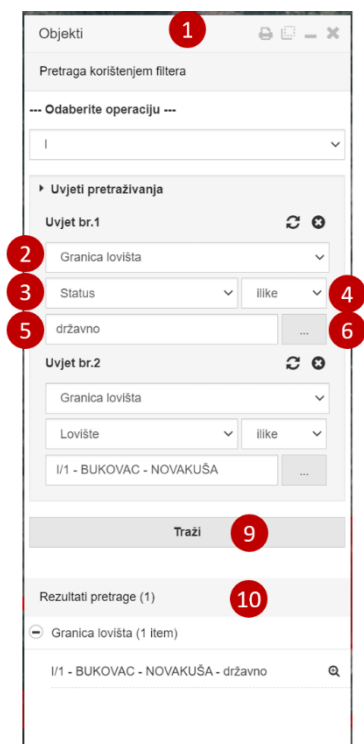 Objekti 1
Pretraga korištenjem filtera
--- Odaberite operaciju ---
I
Uvjeti pretraživanja
Uvjet br.1
2 Granica lovišta
3 Status ilike 4
5 državno ... 6
Uvjet br.2
Granica lovišta
Lovište ilike
I/1 - BUKOVAC - NOVAKUŠA ...
Traži 9
Rezultati pretrage (1) 10
Granica lovišta (1 item)
I/1 - BUKOVAC - NOVAKUŠA - državno